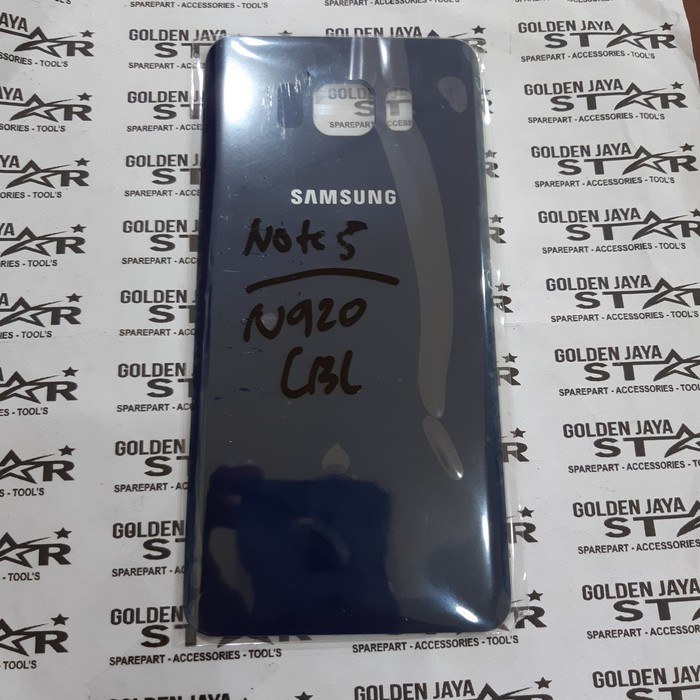 GOLDEN JAYA
STAR
SPAREPART - ACCESSORIES - TOOL'S
SAMSUNG
Note 5
N920
CBL